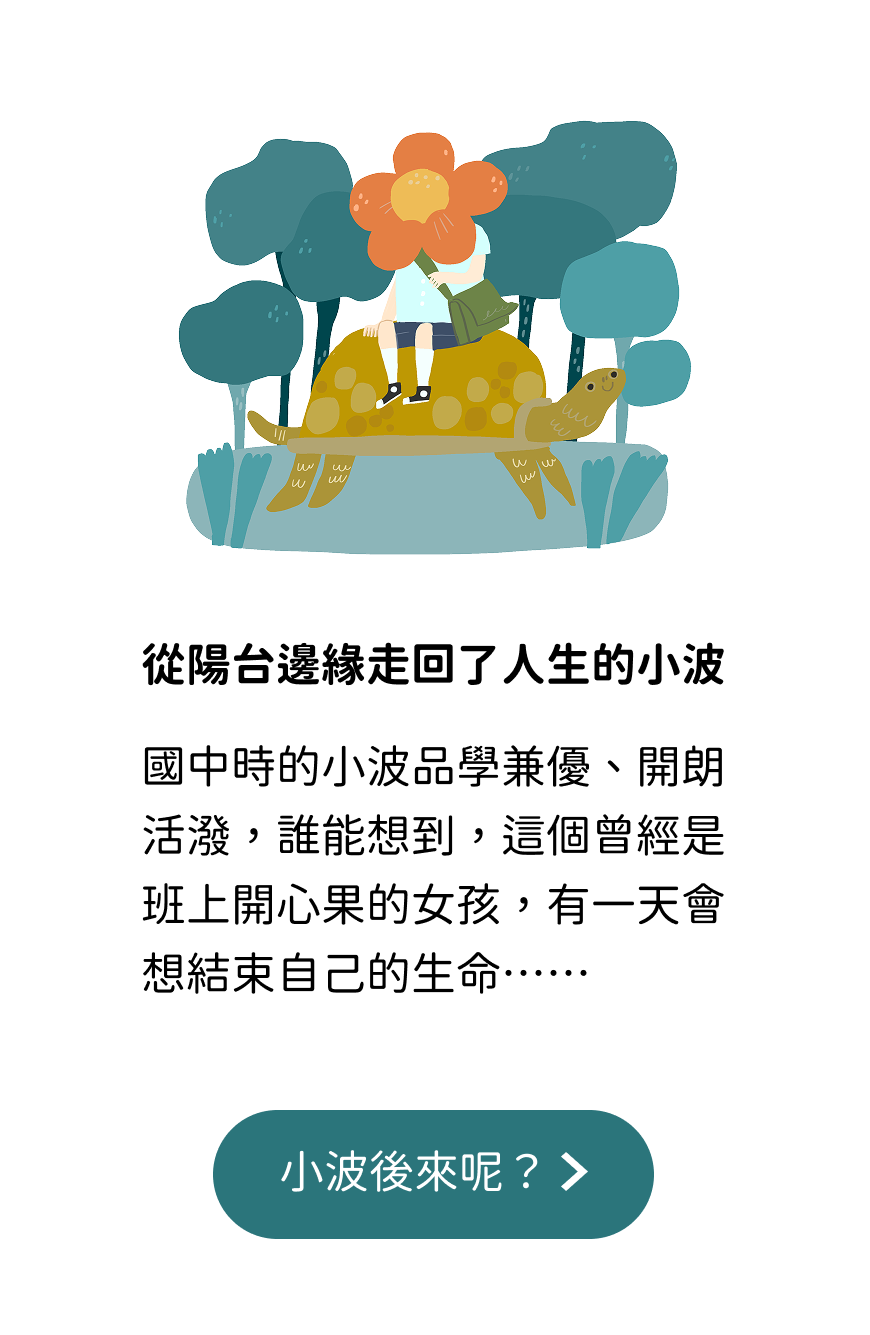 從陽台邊緣走回了人生的小波
國中時的小波品學兼優、開朗
活潑，誰能想到，這個曾經是
班上開心果的女孩，有一天會
想結束自己的生命⋯⋯
小波後來呢？